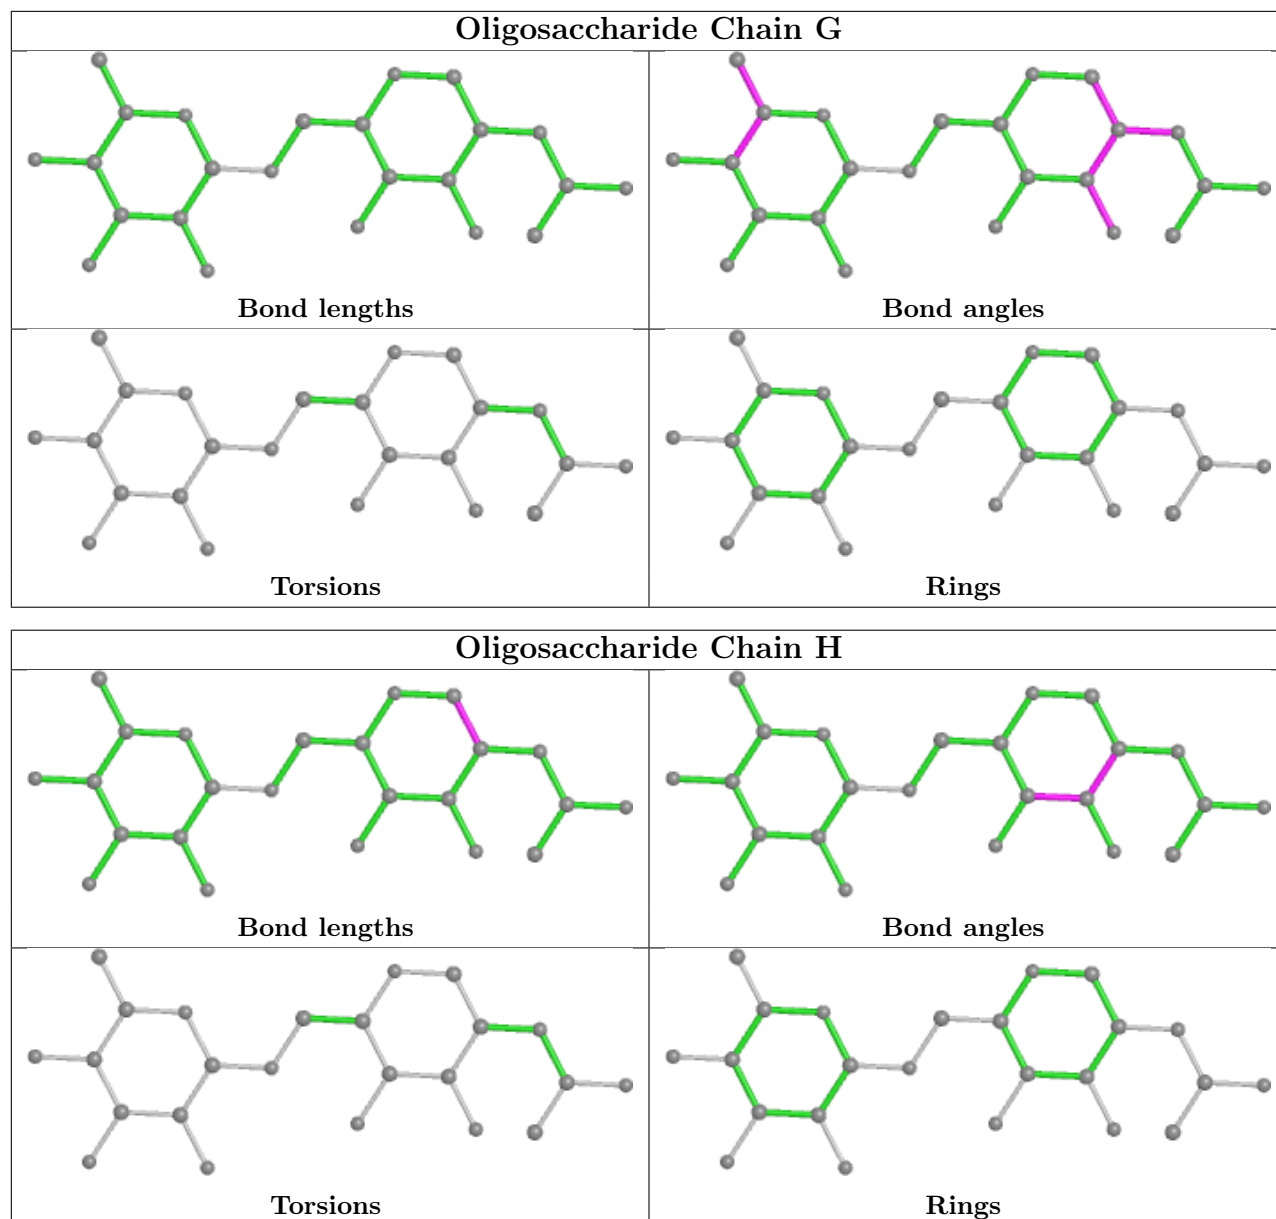 Oligosaccharide Chain G
Bond lengths
Bond angles
Torsions
Rings
Oligosaccharide Chain H
Bond lengths
Bond angles
Torsions
Rings